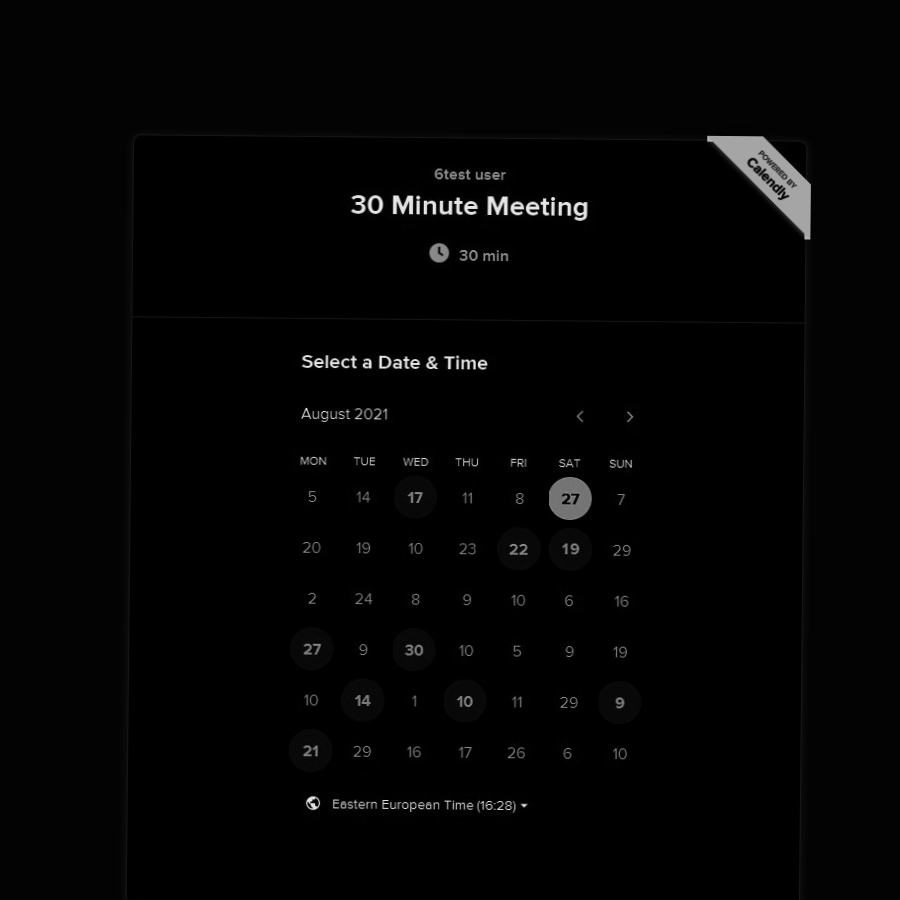 POWERED BY
Calendly
6test user
30 Minute Meeting
30 min
Select a Date & Time
August 2021
MON TUE WED THU FRI SAT SUN
5 14 17 11 8 27 7
20 19 10 23 22 19 29
2 24 8 9 10 6 16
27 9 30 10 5 9 19
10 14 1 10 11 29 9
21 29 16 17 26 6 10
Eastern European Time (16:28)